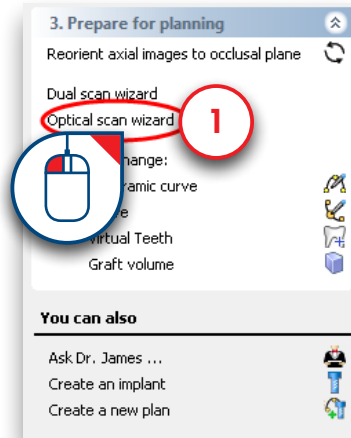 3. Prepare for planning
Reorient axial images to occlusal plane
Dual scan wizard
Optical scan wizard
1
hange:
ramic curve
e
Virtual Teeth
Graft volume
You can also
Ask Dr. James ...
Create an implant
Create a new plan